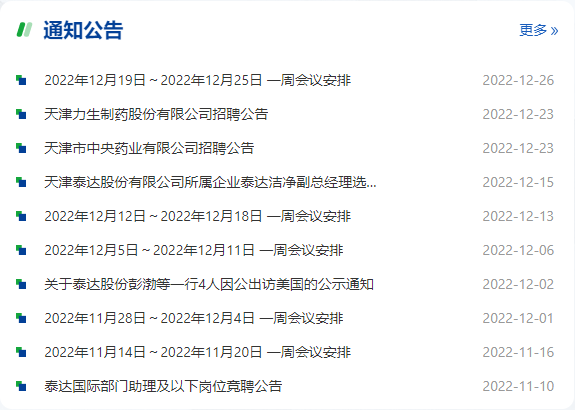 通知公告 更多 »
2022年12月19日～2022年12月25日 一周会议安排 2022-12-26
天津力生制药股份有限公司招聘公告 2022-12-23
天津市中央药业有限公司招聘公告 2022-12-23
天津泰达股份有限公司所属企业泰达洁净副总经理选... 2022-12-15
2022年12月12日～2022年12月18日 一周会议安排 2022-12-13
2022年12月5日～2022年12月11日 一周会议安排 2022-12-06
关于泰达股份彭渤等一行4人因公出访美国的公示通知 2022-12-02
2022年11月28日～2022年12月4日 一周会议安排 2022-12-01
2022年11月14日～2022年11月20日 一周会议安排 2022-11-16
泰达国际部门助理及以下岗位竟聘公告 2022-11-10